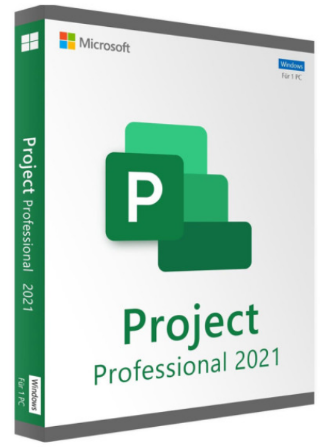 Microsoft
Windows
Für 1 PC
P
Project
Professional 2021
Project Professional 2021
Windows
Für 1 PC